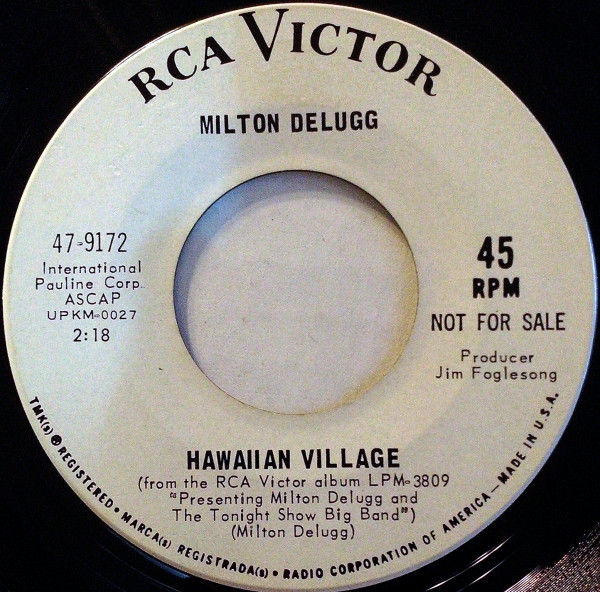 RCA VICTOR
MILTON DELUGG
47-9172
International
Pauline Corp.
ASCAP
UPKM-0027
2:18
45
RPM
NOT FOR SALE
Producer
Jim Foglesong
HAWAIIAN VILLAGE
(from the RCA Victor album LPM-3809
"Presenting Milton Delugg and
The Tonight Show Big Band")
(Milton Delugg)
TMK(s) ® REGISTERED • MARCA(s) REGISTRADA(s) • RADIO CORPORATION OF AMERICA—MADE IN U.S.A.